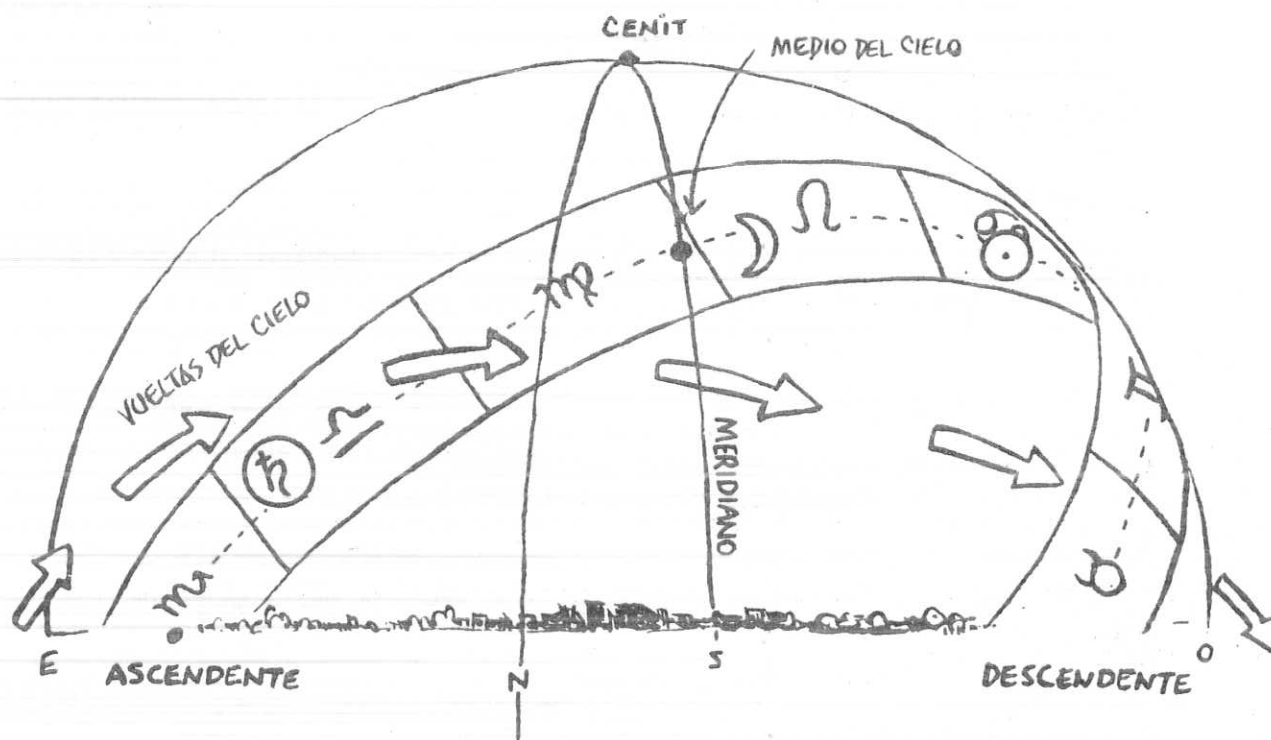 CENiT
MEDIO DEL CIELO
VUELTAS DEL CIELO
♌
☽
♋
☉
♍
♊
♎
♄
MERIDIANO
♉
♏
E
ASCENDENTE
N
S
DESCENDENTE
O